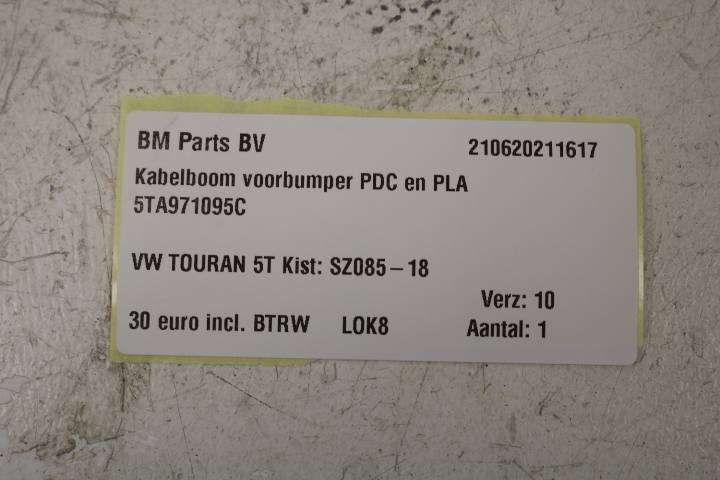 BM Parts BV 210620211617
Kabelboom voorbumper PDC en PLA
5TA971095C
VW TOURAN 5T Kist: SZ085-18
Verz: 10
30 euro incl. BTRW LOK8 Aantal: 1